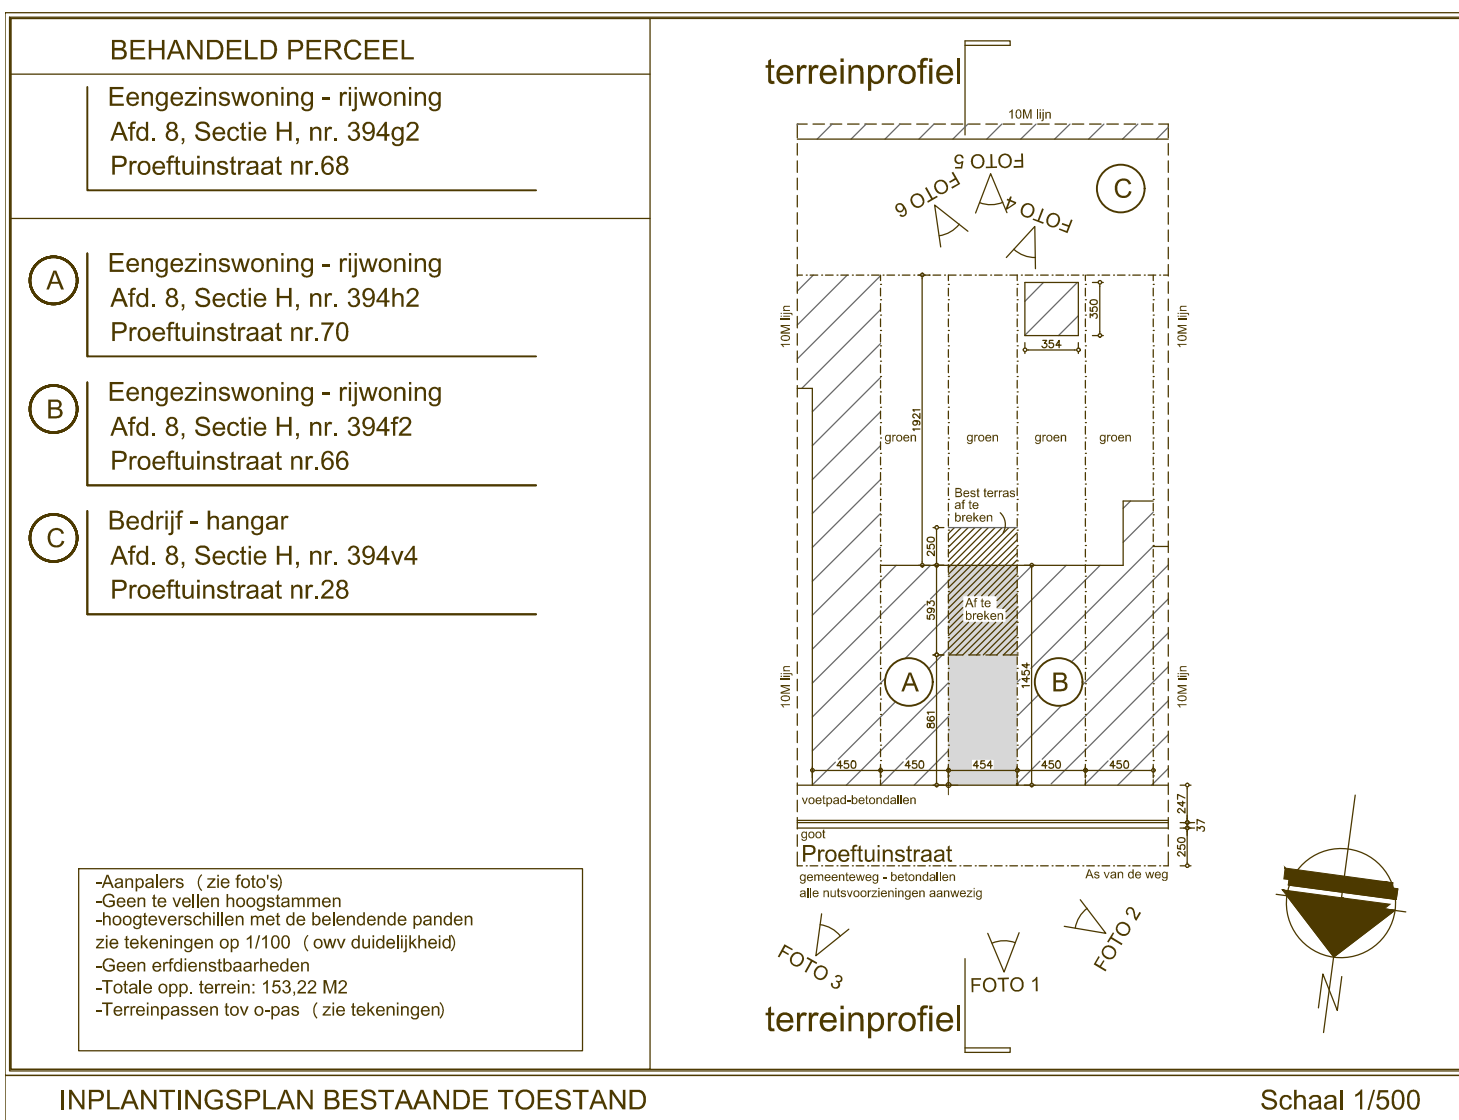 BEHANDELD PERCEEL
Eengezinswoning - rijwoning
Afd. 8, Sectie H, nr. 394g2
Proeftuinstraat nr.68
A
Eengezinswoning - rijwoning
Afd. 8, Sectie H, nr. 394h2
Proeftuinstraat nr.70
B
Eengezinswoning - rijwoning
Afd. 8, Sectie H, nr. 394f2
Proeftuinstraat nr.66
C
Bedrijf - hangar
Afd. 8, Sectie H, nr. 394v4
Proeftuinstraat nr.28
-Aanpalers (zie foto's)
-Geen te vellen hoogstammen
-hoogteverschillen met de belendende panden
zie tekeningen op 1/100 (owv duidelijkheid)
-Geen erfdienstbaarheden
-Totale opp. terrein: 153,22 M2
-Terreinpassen tov o-pas (zie tekeningen)
terreinprofiel
10M lijn
FOTO 5
FOTO 6
FOTO 4
C
10M lijn
10M lijn
350
354
1921
groen
groen
groen
groen
Best terras
af te
breken
250
593
Af te
breken
A
B
1454
10M lijn
10M lijn
861
450
450
454
450
450
voetpad-betondallen
247
37
goot
250
Proeftuinstraat
gemeenteweg - betondallen
As van de weg
alle nutsvoorzieningen aanwezig
FOTO 3
FOTO 1
FOTO 2
terreinprofiel
N
INPLANTINGSPLAN BESTAANDE TOESTAND
Schaal 1/500